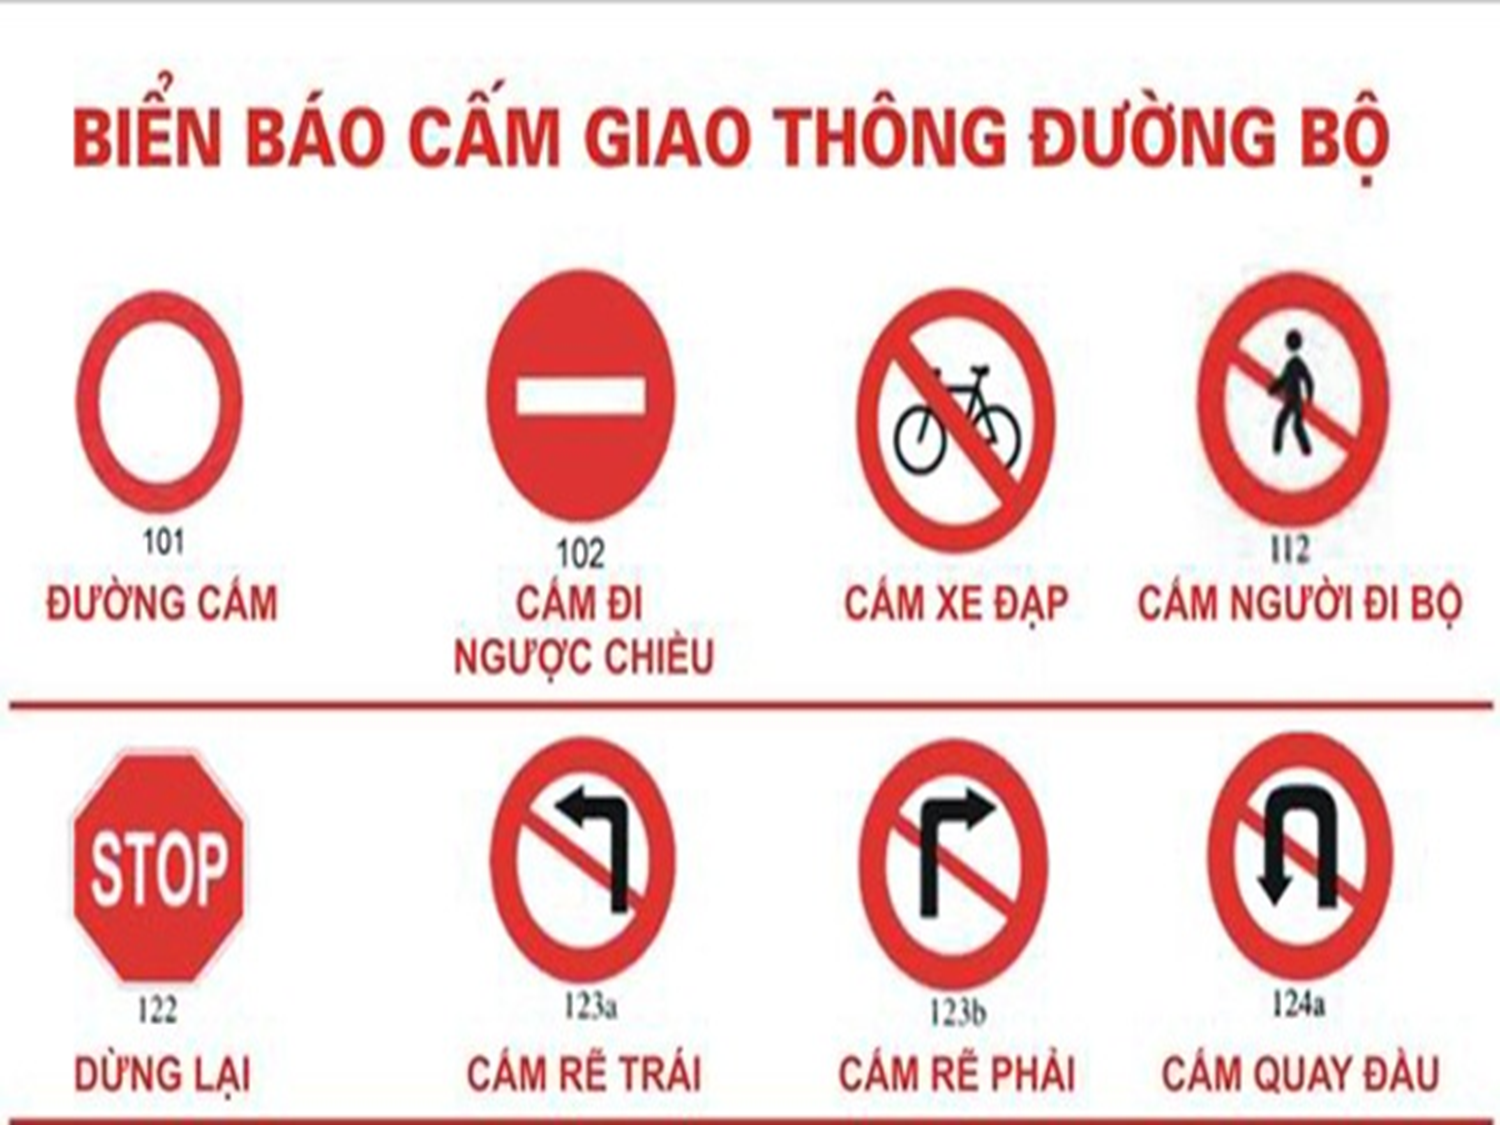 BIỂN BÁO CẤM GIAO THÔNG ĐƯỜNG BỘ
101
102
112
ĐƯỜNG CẤM
CẤM ĐI
NGƯỢC CHIỀU
CẤM XE ĐẠP
CẤM NGƯỜI ĐI BỘ
STOP
122
123a
123b
124a
DỪNG LẠI
CẤM RẼ TRÁI
CẤM RẼ PHẢI
CẤM QUAY ĐẦU